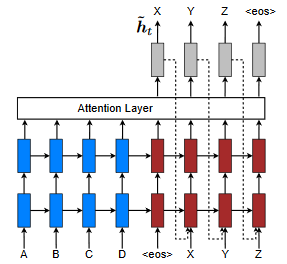 X Y Z <eos>
h̃ₜ
Attention Layer
A B C D <eos> X Y Z